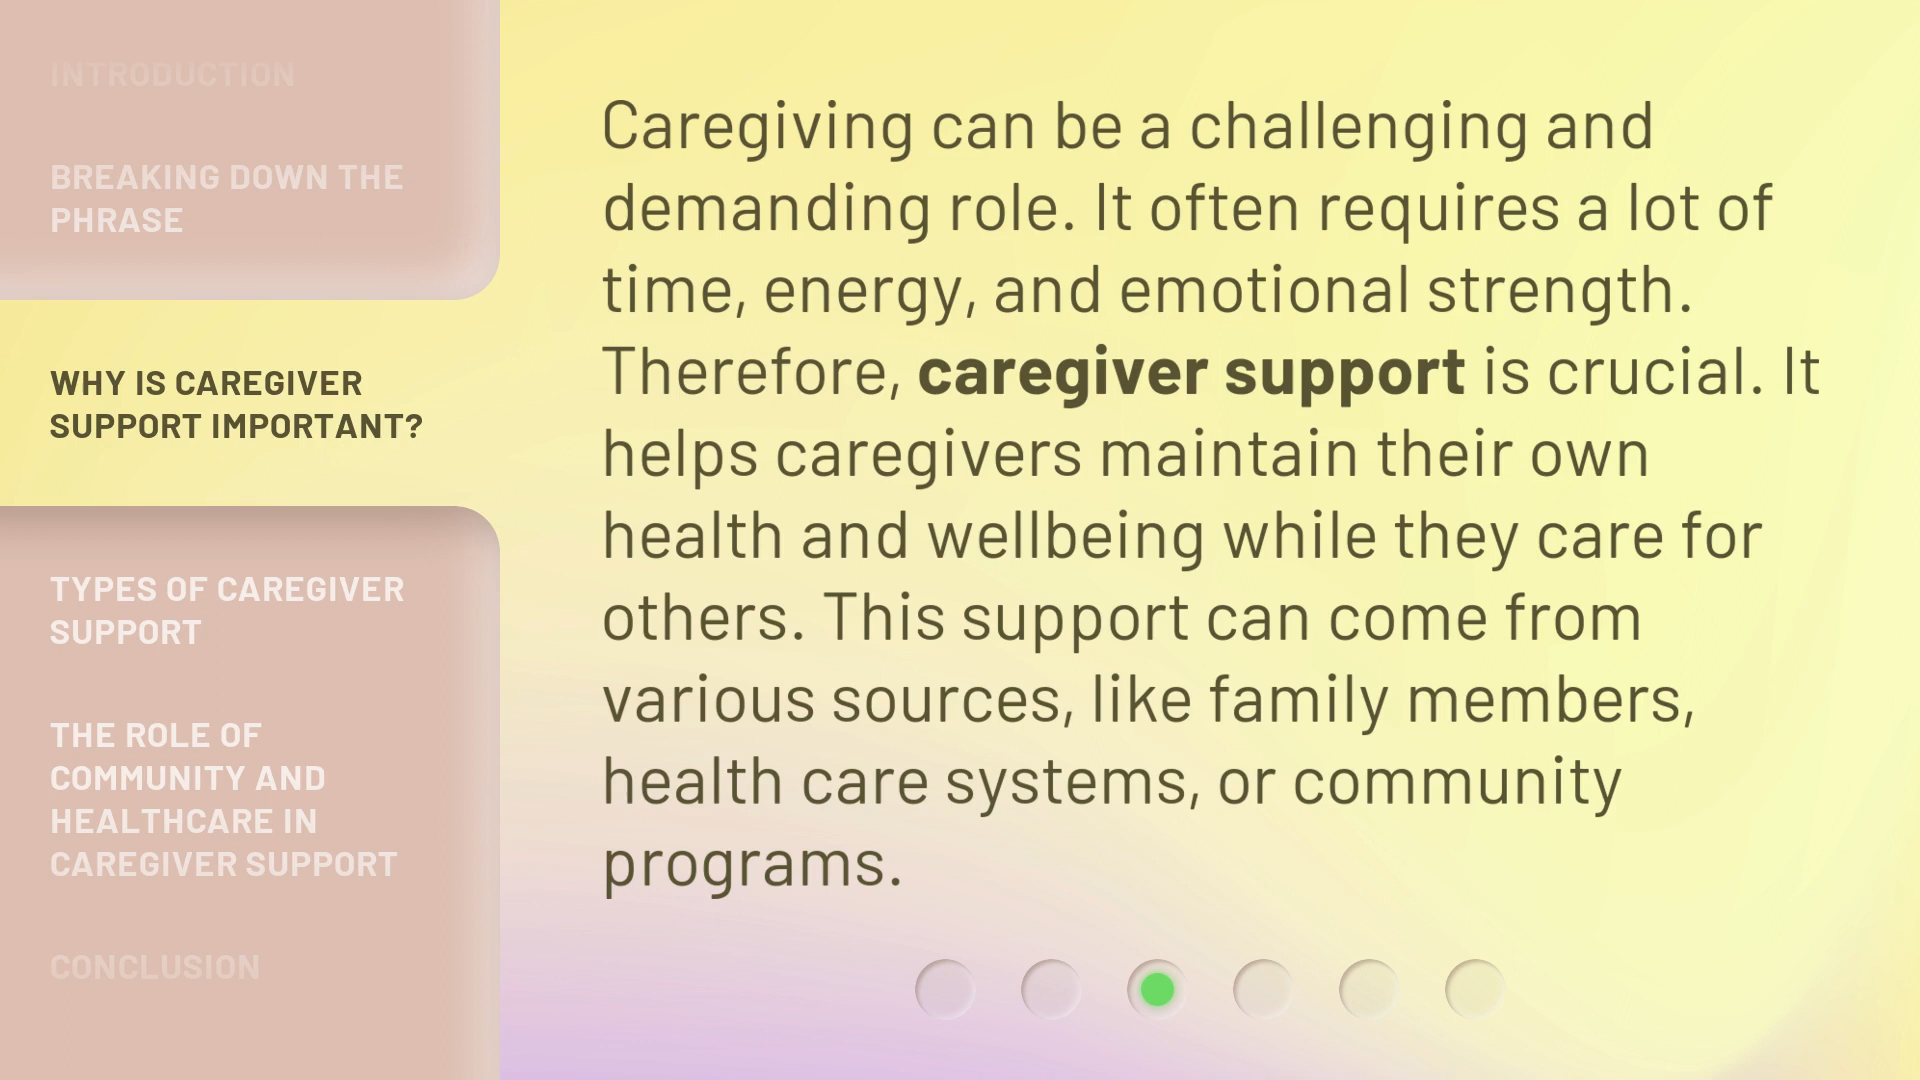 INTRODUCTION
BREAKING DOWN THE
PHRASE
WHY IS CAREGIVER
SUPPORT IMPORTANT?
TYPES OF CAREGIVER
SUPPORT
THE ROLE OF
COMMUNITY AND
HEALTHCARE IN
CAREGIVER SUPPORT
CONCLUSION
Caregiving can be a challenging and
demanding role. It often requires a lot of
time, energy, and emotional strength.
Therefore, caregiver support is crucial. It
helps caregivers maintain their own
health and wellbeing while they care for
others. This support can come from
various sources, like family members,
health care systems, or community
programs.